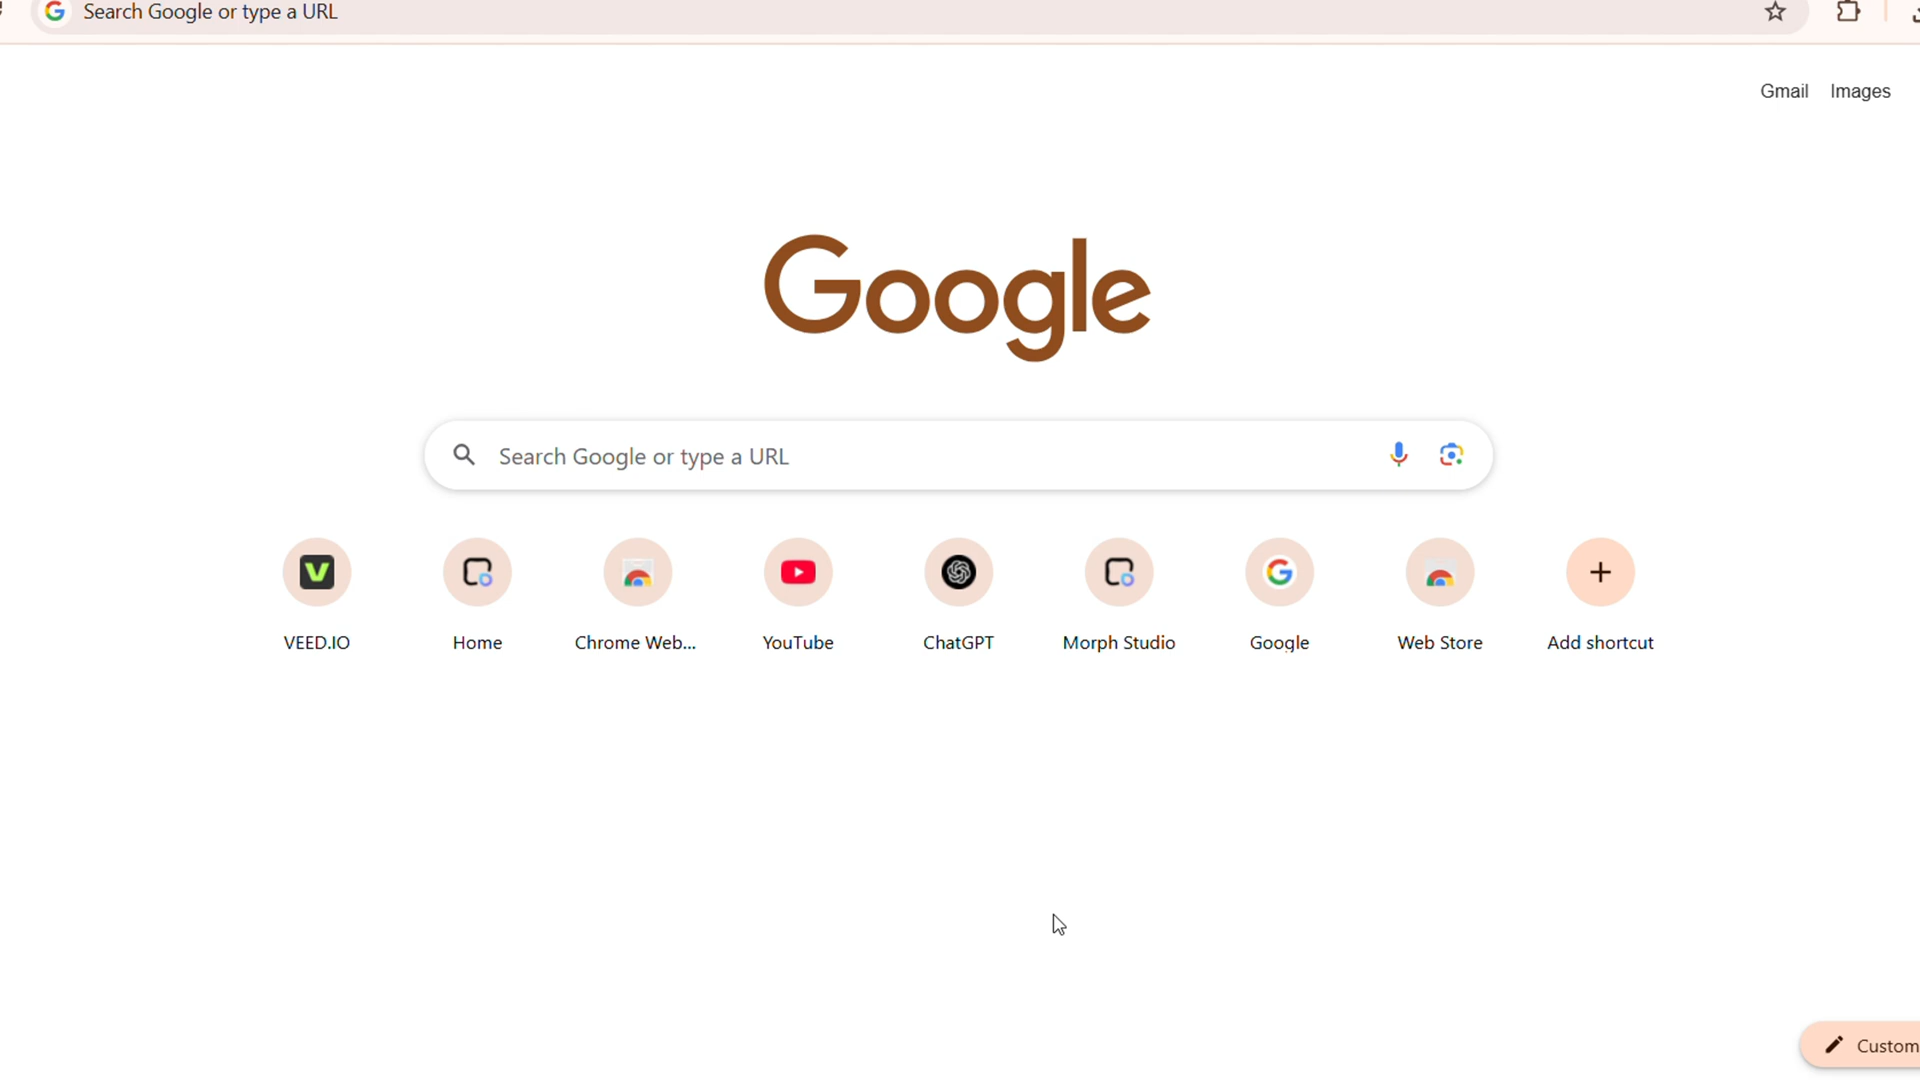 Search Google or type a URL
Gmail Images
Google
Search Google or type a URL
VEED.IO Home Chrome Web... YouTube ChatGPT Morph Studio Google Web Store Add shortcut
Custom